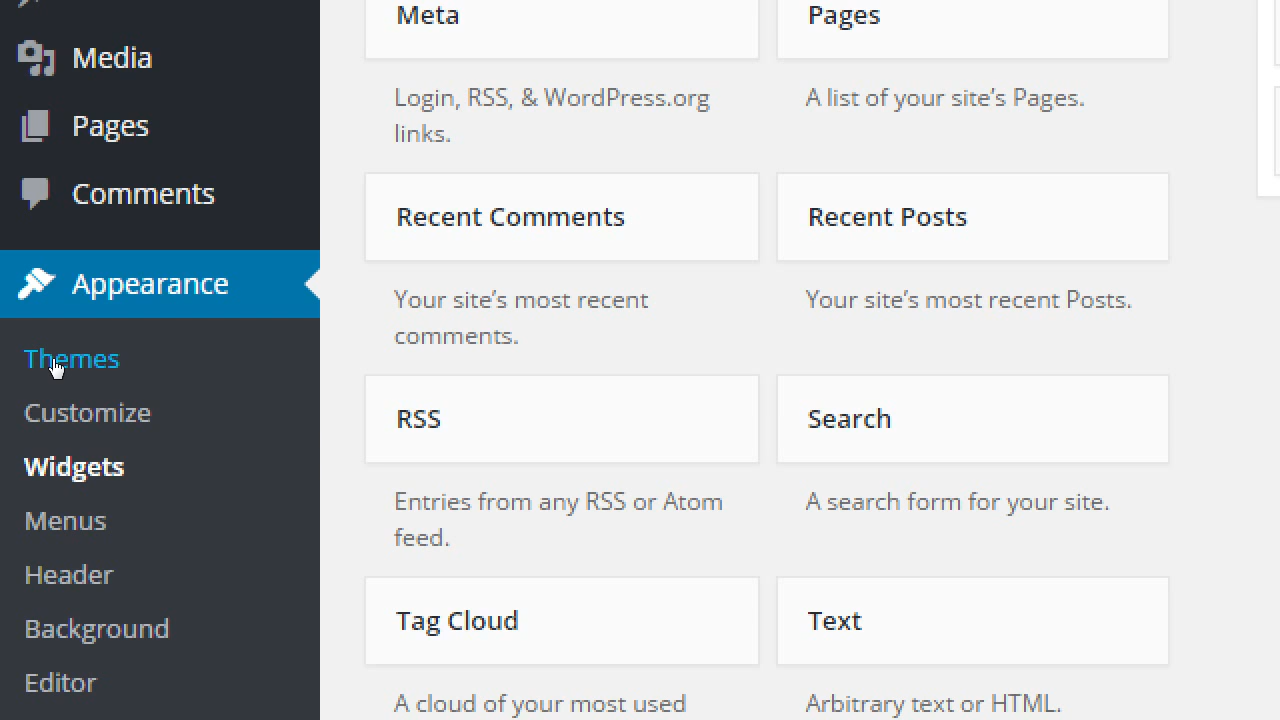 Media
Pages
Comments
Appearance
Themes
Customize
Widgets
Menus
Header
Background
Editor
Meta
Login, RSS, & WordPress.org
links.
Pages
A list of your site’s Pages.
Recent Comments
Your site’s most recent
comments.
Recent Posts
Your site’s most recent Posts.
RSS
Entries from any RSS or Atom
feed.
Search
A search form for your site.
Tag Cloud
A cloud of your most used
Text
Arbitrary text or HTML.